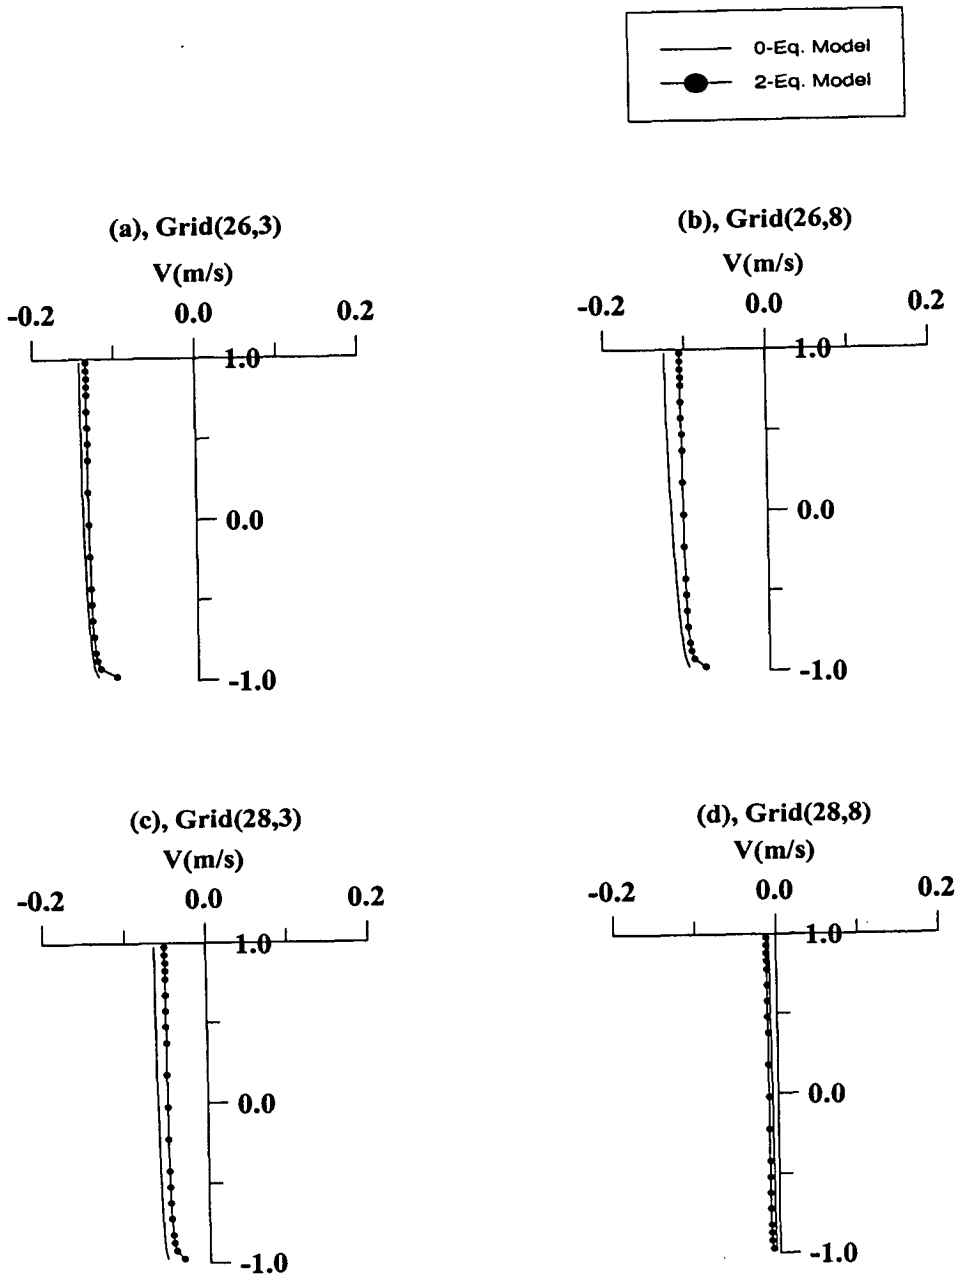 0-Eq. Model
2-Eq. Model
(a), Grid(26,3)
V(m/s)
-0.2 0.0 0.2
1.0
0.0
-1.0
(b), Grid(26,8)
V(m/s)
-0.2 0.0 0.2
1.0
0.0
-1.0
(c), Grid(28,3)
V(m/s)
-0.2 0.0 0.2
1.0
0.0
-1.0
(d), Grid(28,8)
V(m/s)
-0.2 0.0 0.2
1.0
0.0
-1.0